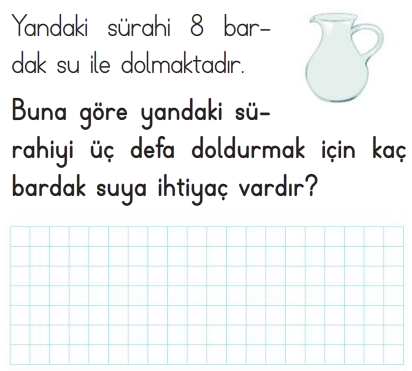 Yandaki sürahi 8 bar-
dak su ile dolmaktadır.
Buna göre yandaki sü-
rahiyi üç defa doldurmak için kaç
bardak suya ihtiyaç vardır?